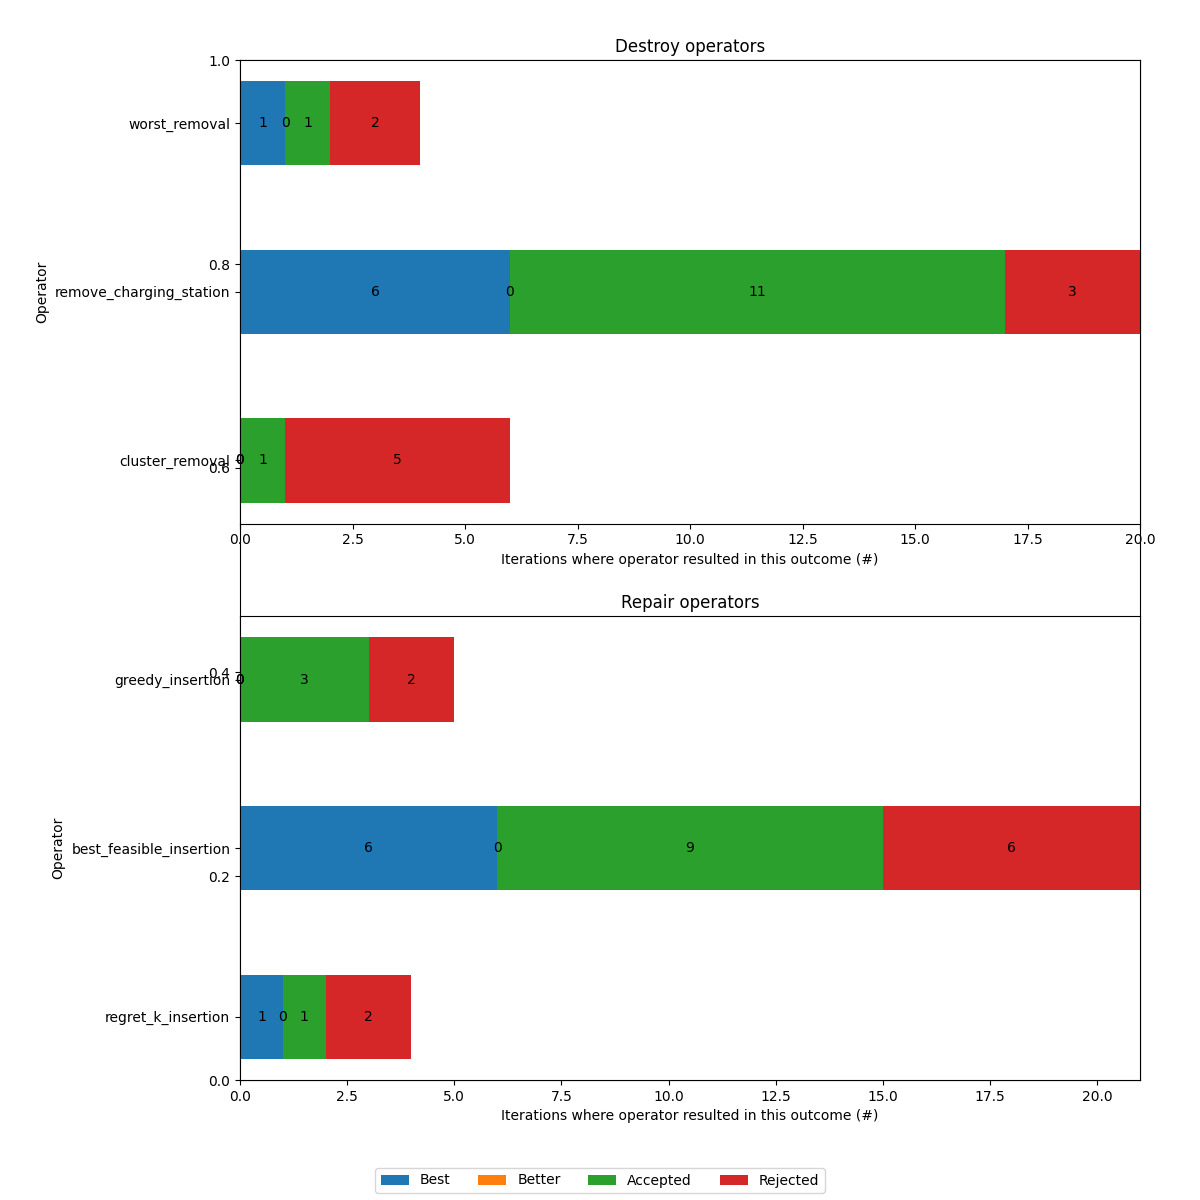 Destroy operators
1.0
worst_removal
1 0 1 2
0.8
Operator
remove_charging_station
6 0 11 3
cluster_removal
0 1 5
0.6
0.0 2.5 5.0 7.5 10.0 12.5 15.0 17.5 20.0
Iterations where operator resulted in this outcome (#)
Repair operators
0.4
greedy_insertion
0 3 2
Operator
best_feasible_insertion
6 0 9 6
0.2
regret_k_insertion
1 0 1 2
0.0
0.0 2.5 5.0 7.5 10.0 12.5 15.0 17.5 20.0
Iterations where operator resulted in this outcome (#)
Best Better Accepted Rejected